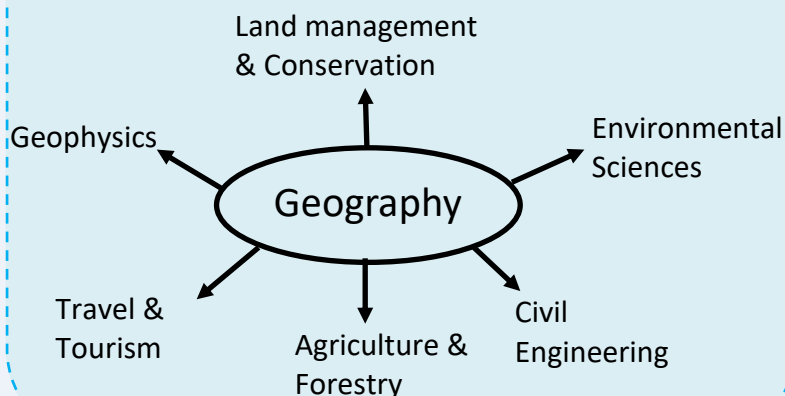 Land management
& Conservation
Geophysics
Environmental
Sciences
Geography
Travel &
Tourism
Agriculture &
Forestry
Civil
Engineering